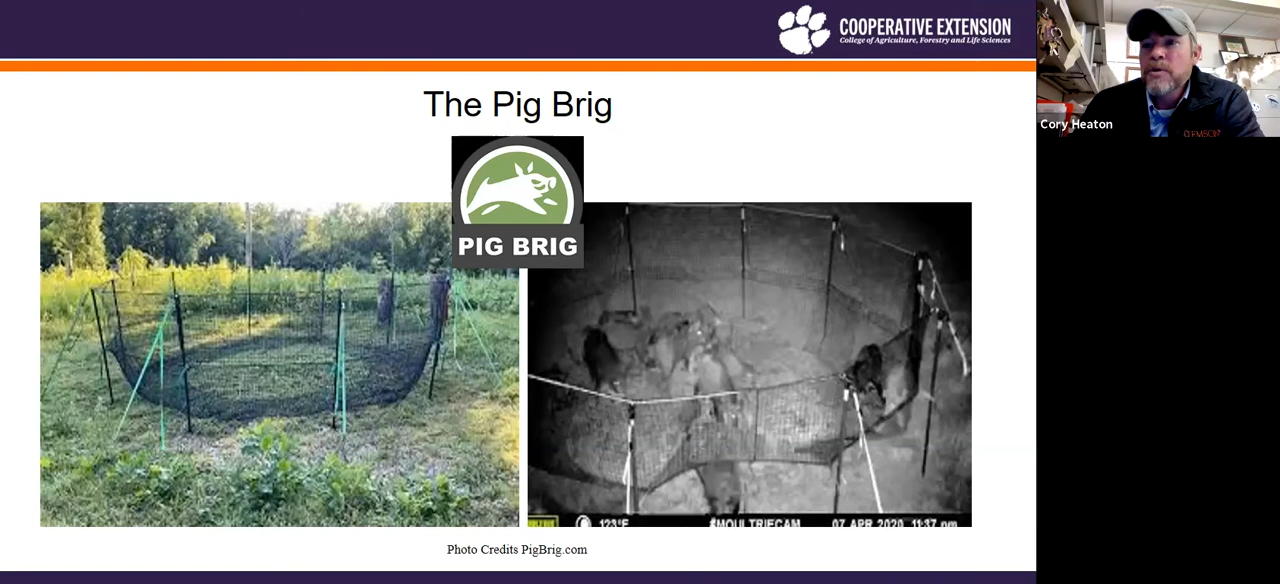 COOPERATIVE EXTENSION
College of Agriculture, Forestry and Life Sciences
The Pig Brig
PIG BRIG
Cory Heaton
CLEMSON
123°F #MOULTRIECAM 07 APR 2020 11:37 pm
Photo Credits PigBrig.com